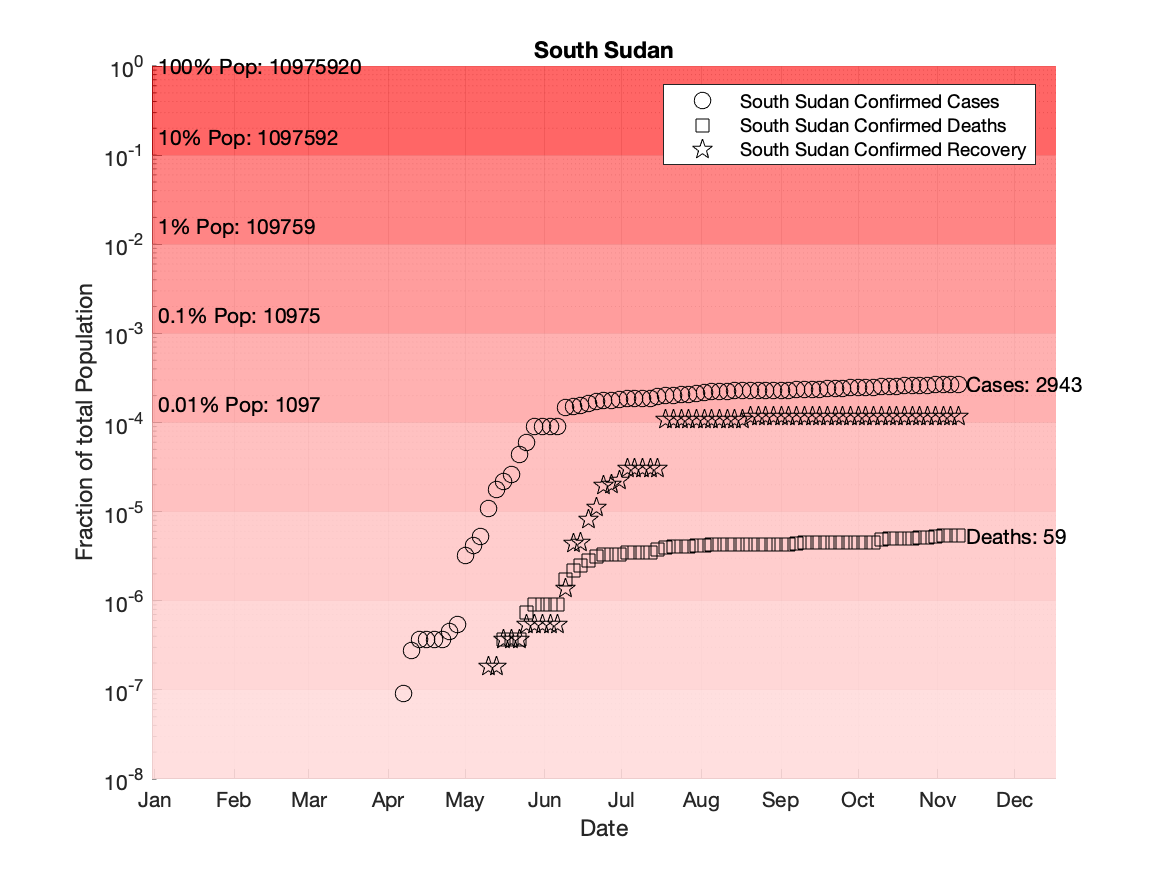 South Sudan
10^0
100% Pop: 10975920
South Sudan Confirmed Cases
South Sudan Confirmed Deaths
South Sudan Confirmed Recovery
10% Pop: 1097592
10^-1
1% Pop: 109759
10^-2
0.1% Pop: 10975
10^-3
Cases: 2943
0.01% Pop: 1097
10^-4
10^-5
Deaths: 59
10^-6
10^-7
10^-8
Fraction of total Population
Jan Feb Mar Apr May Jun Jul Aug Sep Oct Nov Dec
Date